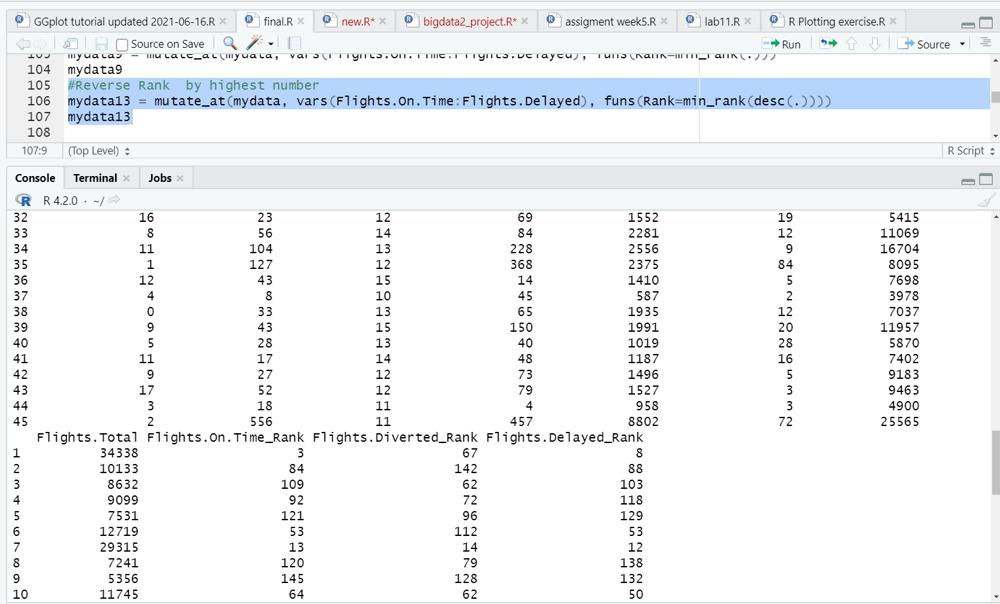 GGplot tutorial updated 2021-06-16.R final.R new.R* bigdata2_project.R* assigment week5.R lab11.R R Plotting exercise.R
Source on Save Run Source
103 mydata9 = mutate_at(mydata, vars(Flights.On.Time:Flights.Delayed), funs(Rank=min_rank(.)))
104 mydata9
105 #Reverse Rank  by highest number
106 mydata13 = mutate_at(mydata, vars(Flights.On.Time:Flights.Delayed), funs(Rank=min_rank(desc(.))))
107 mydata13
108
107:9 (Top Level) R Script
Console Terminal Jobs
R R 4.2.0 · ~/
32 16 23 12 69 1552 19 5415
33 8 56 14 84 2281 12 11069
34 11 104 13 228 2556 9 16704
35 1 127 12 368 2375 84 8095
36 12 43 15 14 1410 5 7698
37 4 8 10 45 587 2 3978
38 0 33 13 65 1935 12 7037
39 9 43 15 150 1991 20 11957
40 5 28 13 40 1019 28 5870
41 11 17 14 48 1187 16 7402
42 9 27 12 73 1496 5 9183
43 17 52 12 79 1527 3 9463
44 3 18 11 4 958 3 4900
45 2 556 11 457 8802 72 25565
Flights.Total Flights.On.Time_Rank Flights.Diverted_Rank Flights.Delayed_Rank
1 34338 3 67 8
2 10133 84 142 88
3 8632 109 62 103
4 9099 92 72 118
5 7531 121 96 129
6 12719 53 112 53
7 29315 13 14 12
8 7241 120 79 138
9 5356 145 128 132
10 11745 64 62 50